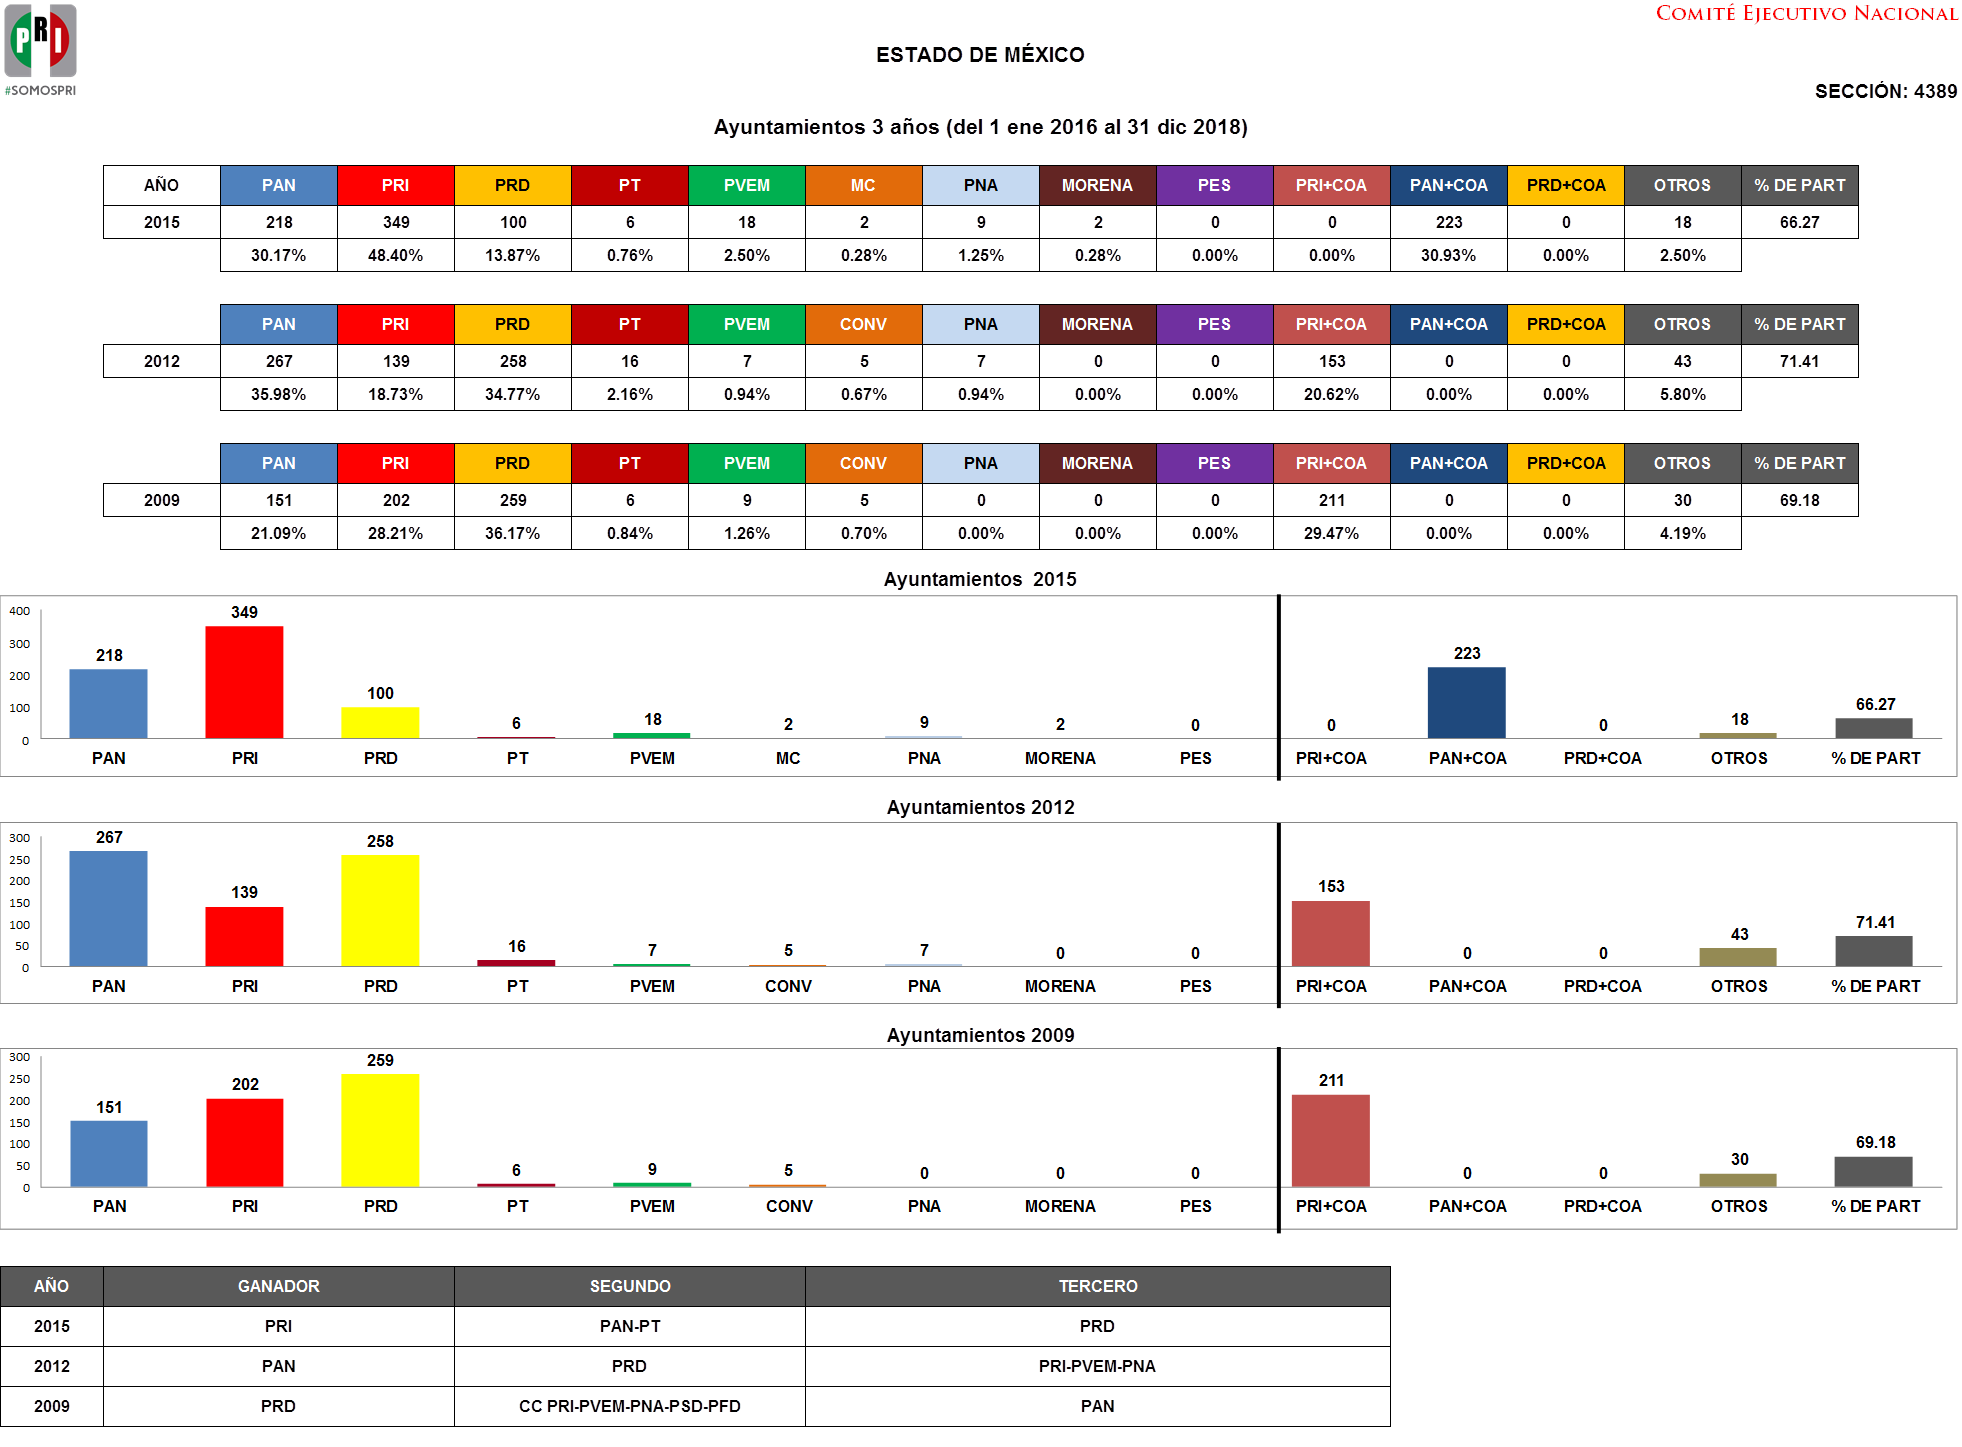 PRI
#SOMOSPRI
COMITÉ EJECUTIVO NACIONAL
ESTADO DE MÉXICO
SECCIÓN: 4389
Ayuntamientos 3 años (del 1 ene 2016 al 31 dic 2018)
AÑO PAN PRI PRD PT PVEM MC PNA MORENA PES PRI+COA PAN+COA PRD+COA OTROS % DE PART
2015 218 349 100 6 18 2 9 2 0 0 223 0 18 66.27
30.17% 48.40% 13.87% 0.76% 2.50% 0.28% 1.25% 0.28% 0.00% 0.00% 30.93% 0.00% 2.50%
PAN PRI PRD PT PVEM CONV PNA MORENA PES PRI+COA PAN+COA PRD+COA OTROS % DE PART
2012 267 139 258 16 7 5 7 0 0 153 0 0 43 71.41
35.98% 18.73% 34.77% 2.16% 0.94% 0.67% 0.94% 0.00% 0.00% 20.62% 0.00% 0.00% 5.80%
PAN PRI PRD PT PVEM CONV PNA MORENA PES PRI+COA PAN+COA PRD+COA OTROS % DE PART
2009 151 202 259 6 9 5 0 0 0 211 0 0 30 69.18
21.09% 28.21% 36.17% 0.84% 1.26% 0.70% 0.00% 0.00% 0.00% 29.47% 0.00% 0.00% 4.19%
Ayuntamientos 2015
400
300
200
100
0
218 349 100 6 18 2 9 2 0 0 223 0 18 66.27
PAN PRI PRD PT PVEM MC PNA MORENA PES PRI+COA PAN+COA PRD+COA OTROS % DE PART
Ayuntamientos 2012
300
250
200
150
100
50
0
267 139 258 16 7 5 7 0 0 153 0 0 43 71.41
PAN PRI PRD PT PVEM CONV PNA MORENA PES PRI+COA PAN+COA PRD+COA OTROS % DE PART
Ayuntamientos 2009
300
250
200
150
100
50
0
151 202 259 6 9 5 0 0 0 211 0 0 30 69.18
PAN PRI PRD PT PVEM CONV PNA MORENA PES PRI+COA PAN+COA PRD+COA OTROS % DE PART
AÑO GANADOR SEGUNDO TERCERO
2015 PRI PAN-PT PRD
2012 PAN PRD PRI-PVEM-PNA
2009 PRD CC PRI-PVEM-PNA-PSD-PFD PAN